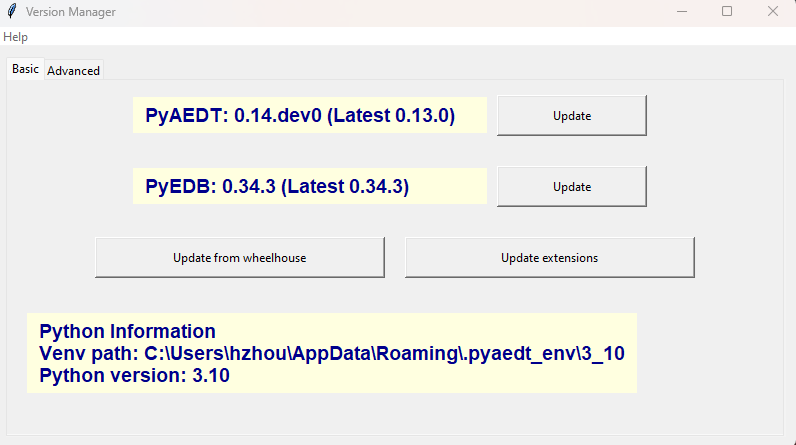 Version Manager
Help
Basic Advanced
PyAEDT: 0.14.dev0 (Latest 0.13.0) Update
PyEDB: 0.34.3 (Latest 0.34.3) Update
Update from wheelhouse Update extensions
Python Information
Venv path: C:\Users\hzhou\AppData\Roaming\.pyaedt_env\3_10
Python version: 3.10